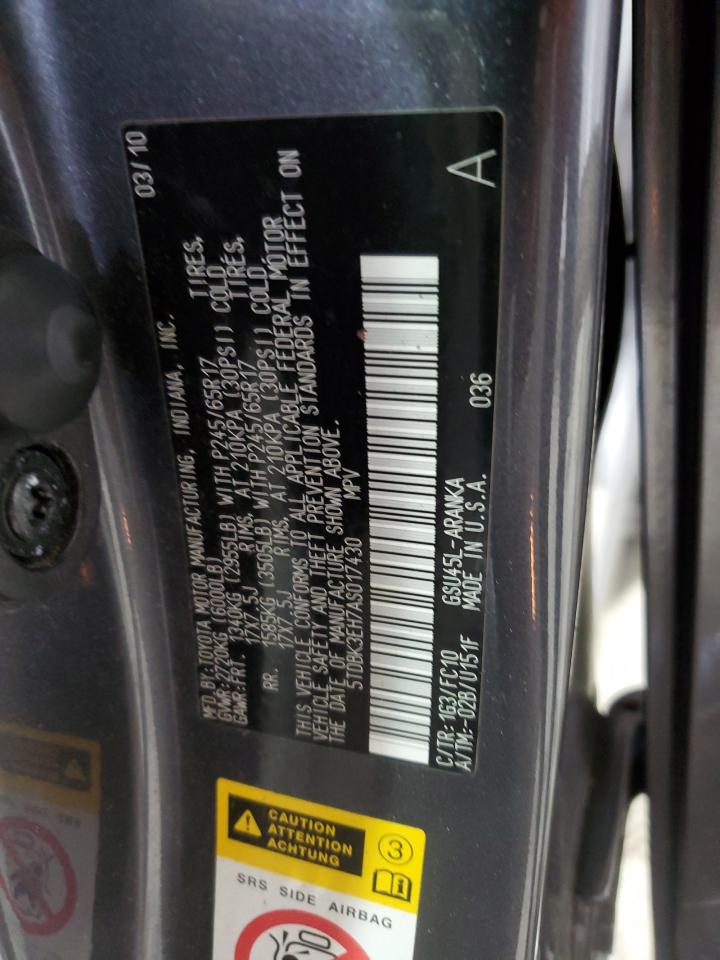 MFD.BY: TOYOTA MOTOR MANUFACTURING, INDIANA, INC. 03/10
GVWR:2720KG (6000LB)
GAWR:FRT. 1340KG (2955LB) WITH P245/65R17 TIRES,
17X7.5J RIMS, AT 210KPA (30PSI) COLD
RR. 1585KG (3505LB) WITH P245/65R17 TIRES,
17X7.5J RIMS, AT 210KPA (30PSI) COLD.
THIS VEHICLE CONFORMS TO ALL APPLICABLE FEDERAL MOTOR
VEHICLE SAFETY AND THEFT PREVENTION STANDARDS IN EFFECT ON
THE DATE OF MANUFACTURE SHOWN ABOVE.
5TDBK3EH7AS017430 MPV
C/TR:1G3/FC10 GSU45L-ARANKA A
A/TM:-02B/U151F MADE IN U.S.A. 036
CAUTION
ATTENTION
ACHTUNG
3
SRS SIDE AIRBAG